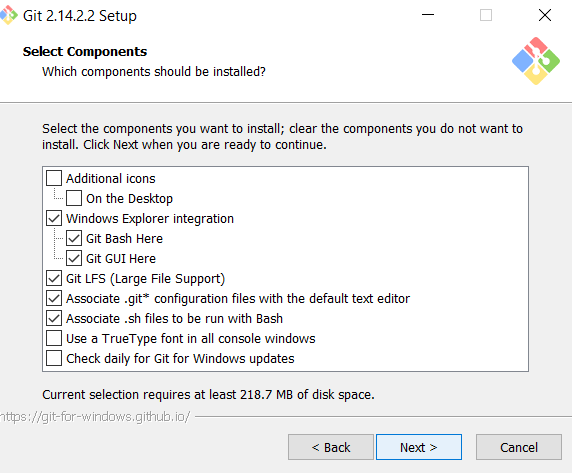 Git 2.14.2.2 Setup
Select Components
Which components should be installed?
Select the components you want to install; clear the components you do not want to
install. Click Next when you are ready to continue.
Additional icons
On the Desktop
Windows Explorer integration
Git Bash Here
Git GUI Here
Git LFS (Large File Support)
Associate .git* configuration files with the default text editor
Associate .sh files to be run with Bash
Use a TrueType font in all console windows
Check daily for Git for Windows updates
Current selection requires at least 218.7 MB of disk space.
https://git-for-windows.github.io/
< Back
Next >
Cancel